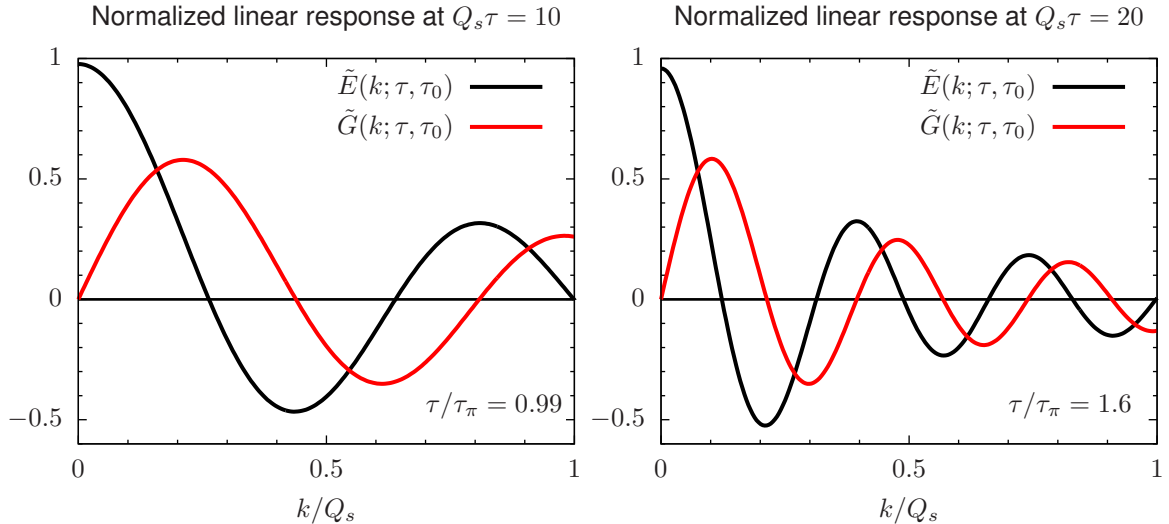 Normalized linear response at $Q_s\tau = 10$
1
0.5
0
−0.5
$\tilde{E}(k; \tau, \tau_0)$
$\tilde{G}(k; \tau, \tau_0)$
$\tau/\tau_\pi = 0.99$
0 0.5 1
$k/Q_s$
Normalized linear response at $Q_s\tau = 20$
1
0.5
0
−0.5
$\tilde{E}(k; \tau, \tau_0)$
$\tilde{G}(k; \tau, \tau_0)$
$\tau/\tau_\pi = 1.6$
0 0.5 1
$k/Q_s$